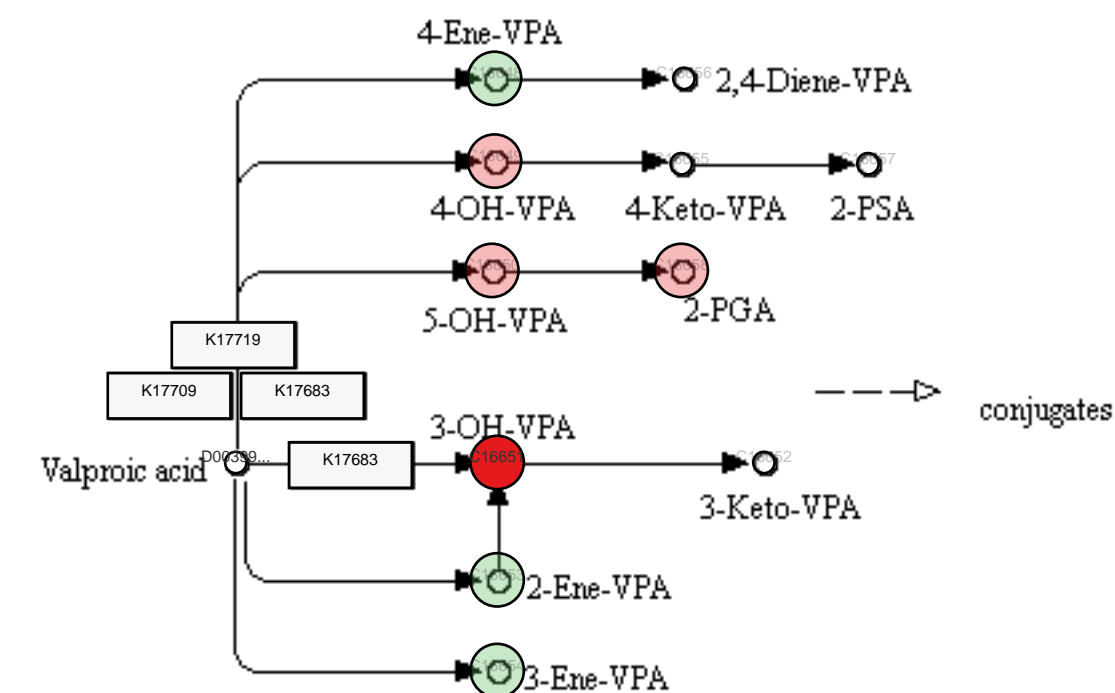 4-Ene-VPA
2,4-Diene-VPA
4-OH-VPA
4-Keto-VPA
2-PSA
5-OH-VPA
2-PGA
K17719
K17709
K17683
conjugates
3-OH-VPA
Valproic acid
D00399...
K17683
C16651
3-Keto-VPA
2-Ene-VPA
3-Ene-VPA